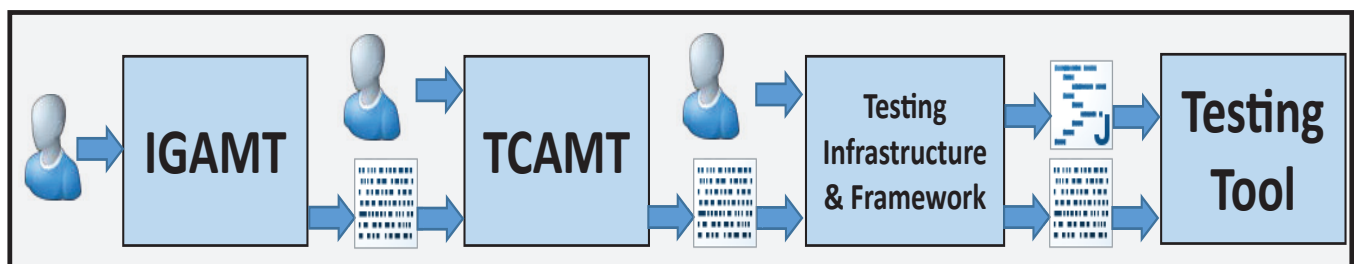 IGAMT
TCAMT
Testing
Infrastructure
& Framework
J
Testing
Tool